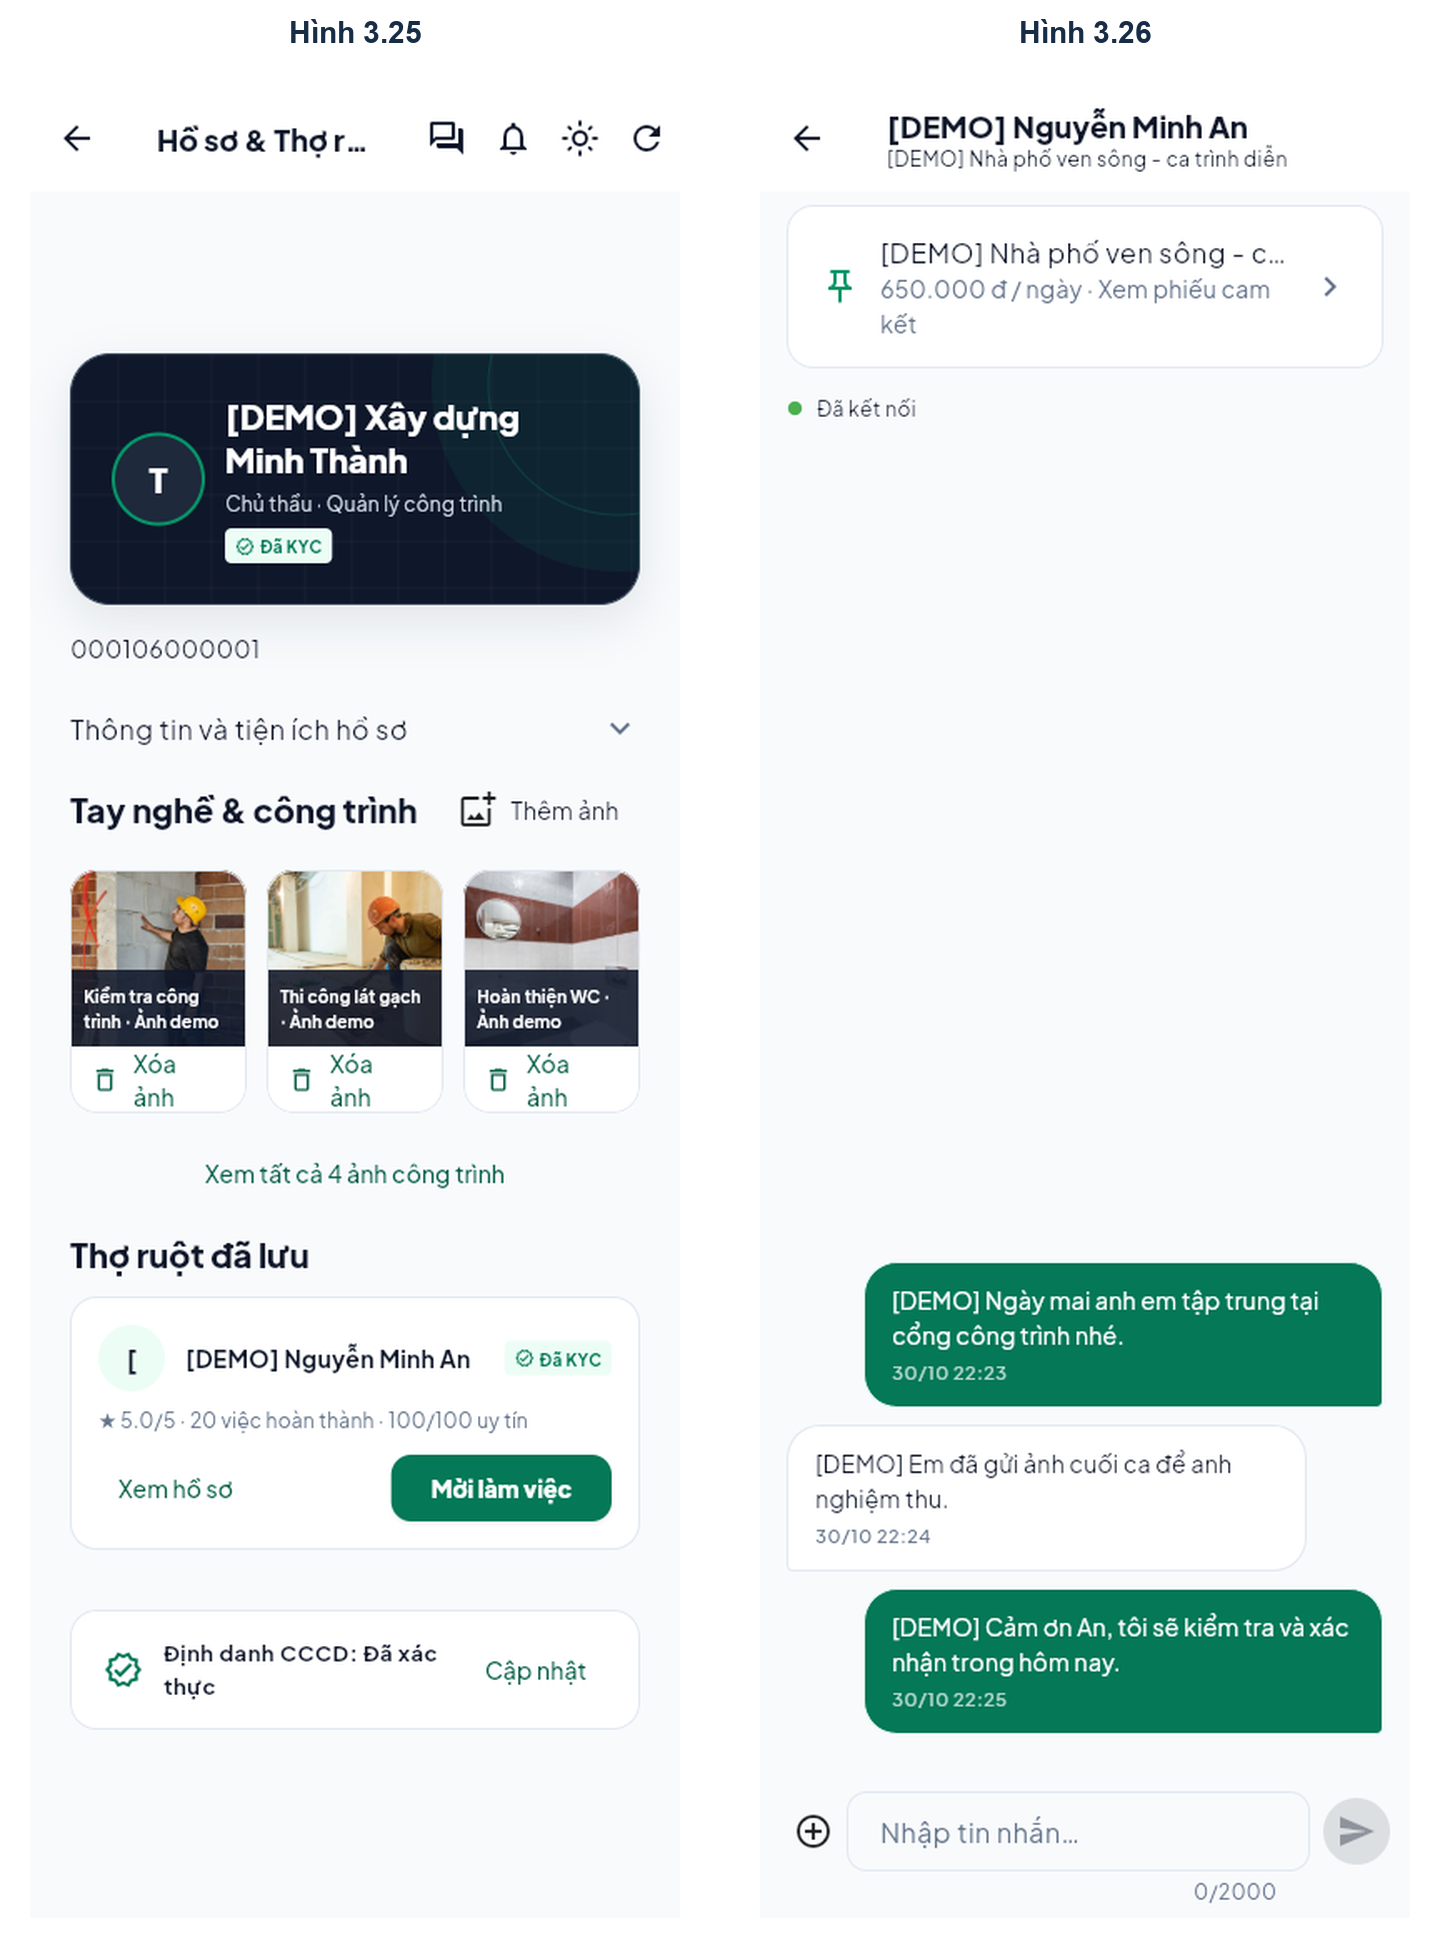 Hình 3.25
Hồ sơ & Thợ r...
[DEMO] Xây dựng
Minh Thành
T
Chủ thầu · Quản lý công trình
Đã KYC
000106000001
Thông tin và tiện ích hồ sơ
Tay nghề & công trình
Thêm ảnh
Kiểm tra công
trình · Ảnh demo
Xóa
ảnh
Thi công lát gạch
· Ảnh demo
Xóa
ảnh
Hoàn thiện WC ·
Ảnh demo
Xóa
ảnh
Xem tất cả 4 ảnh công trình
Thợ ruột đã lưu
[
[DEMO] Nguyễn Minh An
Đã KYC
★ 5.0/5 · 20 việc hoàn thành · 100/100 uy tín
Xem hồ sơ
Mời làm việc
Định danh CCCD: Đã xác
thực
Cập nhật
Hình 3.26
[DEMO] Nguyễn Minh An
[DEMO] Nhà phố ven sông - ca trình diễn
[DEMO] Nhà phố ven sông - c...
650.000 đ / ngày · Xem phiếu cam
kết
Đã kết nối
[DEMO] Ngày mai anh em tập trung tại
cổng công trình nhé.
30/10 22:23
[DEMO] Em đã gửi ảnh cuối ca để anh
nghiệm thu.
30/10 22:24
[DEMO] Cảm ơn An, tôi sẽ kiểm tra và xác
nhận trong hôm nay.
30/10 22:25
Nhập tin nhắn...
0/2000